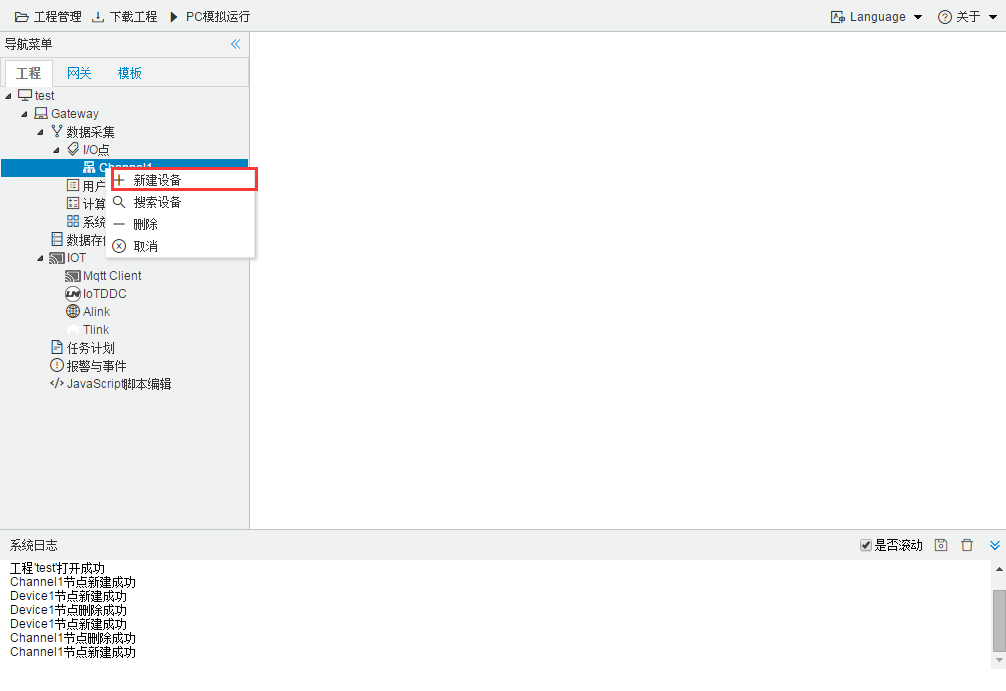 工程管理 下载工程 PC模拟运行 Language 关于
导航菜单
工程 网关 模板
test
Gateway
数据采集
I/O点
Channel1
新建设备
用户
搜索设备
计算
删除
系统
取消
数据存
IOT
Mqtt Client
IoTDDC
Alink
Tlink
任务计划
报警与事件
JavaScript脚本编辑
系统日志 是否滚动
工程'test'打开成功
Channel1节点新建成功
Device1节点新建成功
Device1节点删除成功
Device1节点新建成功
Channel1节点删除成功
Channel1节点新建成功